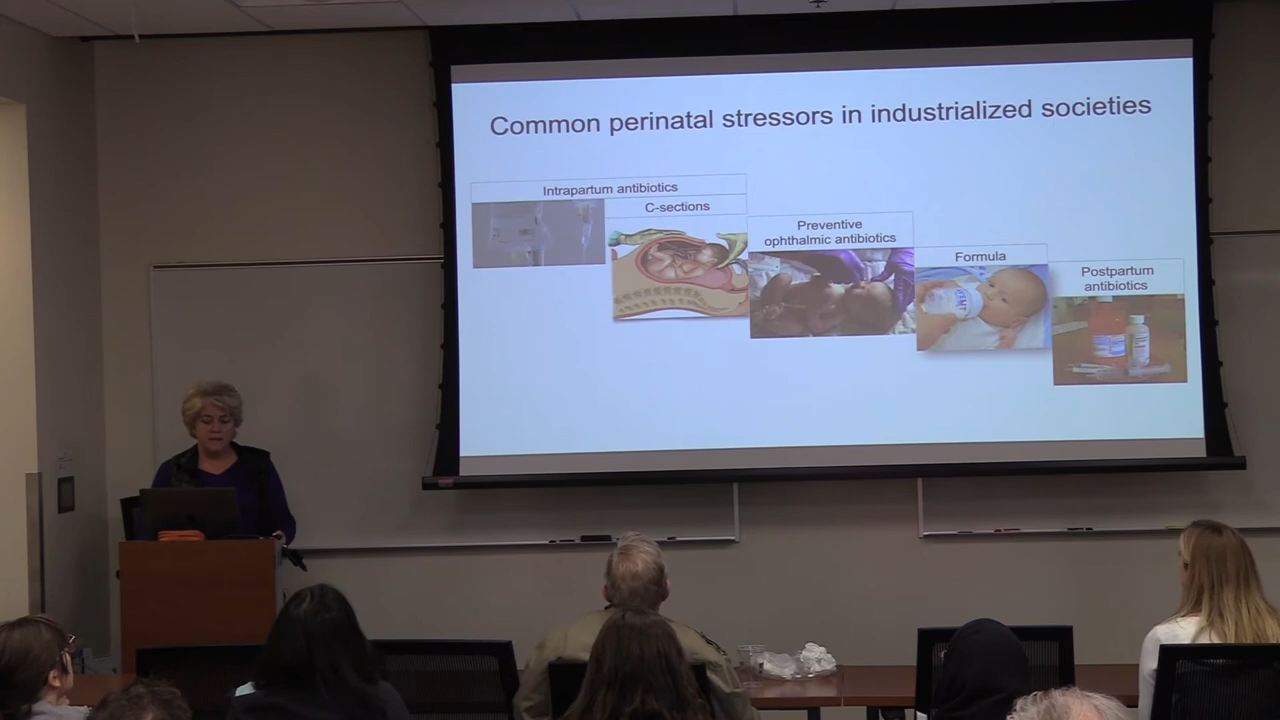 Common perinatal stressors in industrialized societies
Intrapartum antibiotics
C-sections
Preventive
ophthalmic antibiotics
Formula
Postpartum
antibiotics